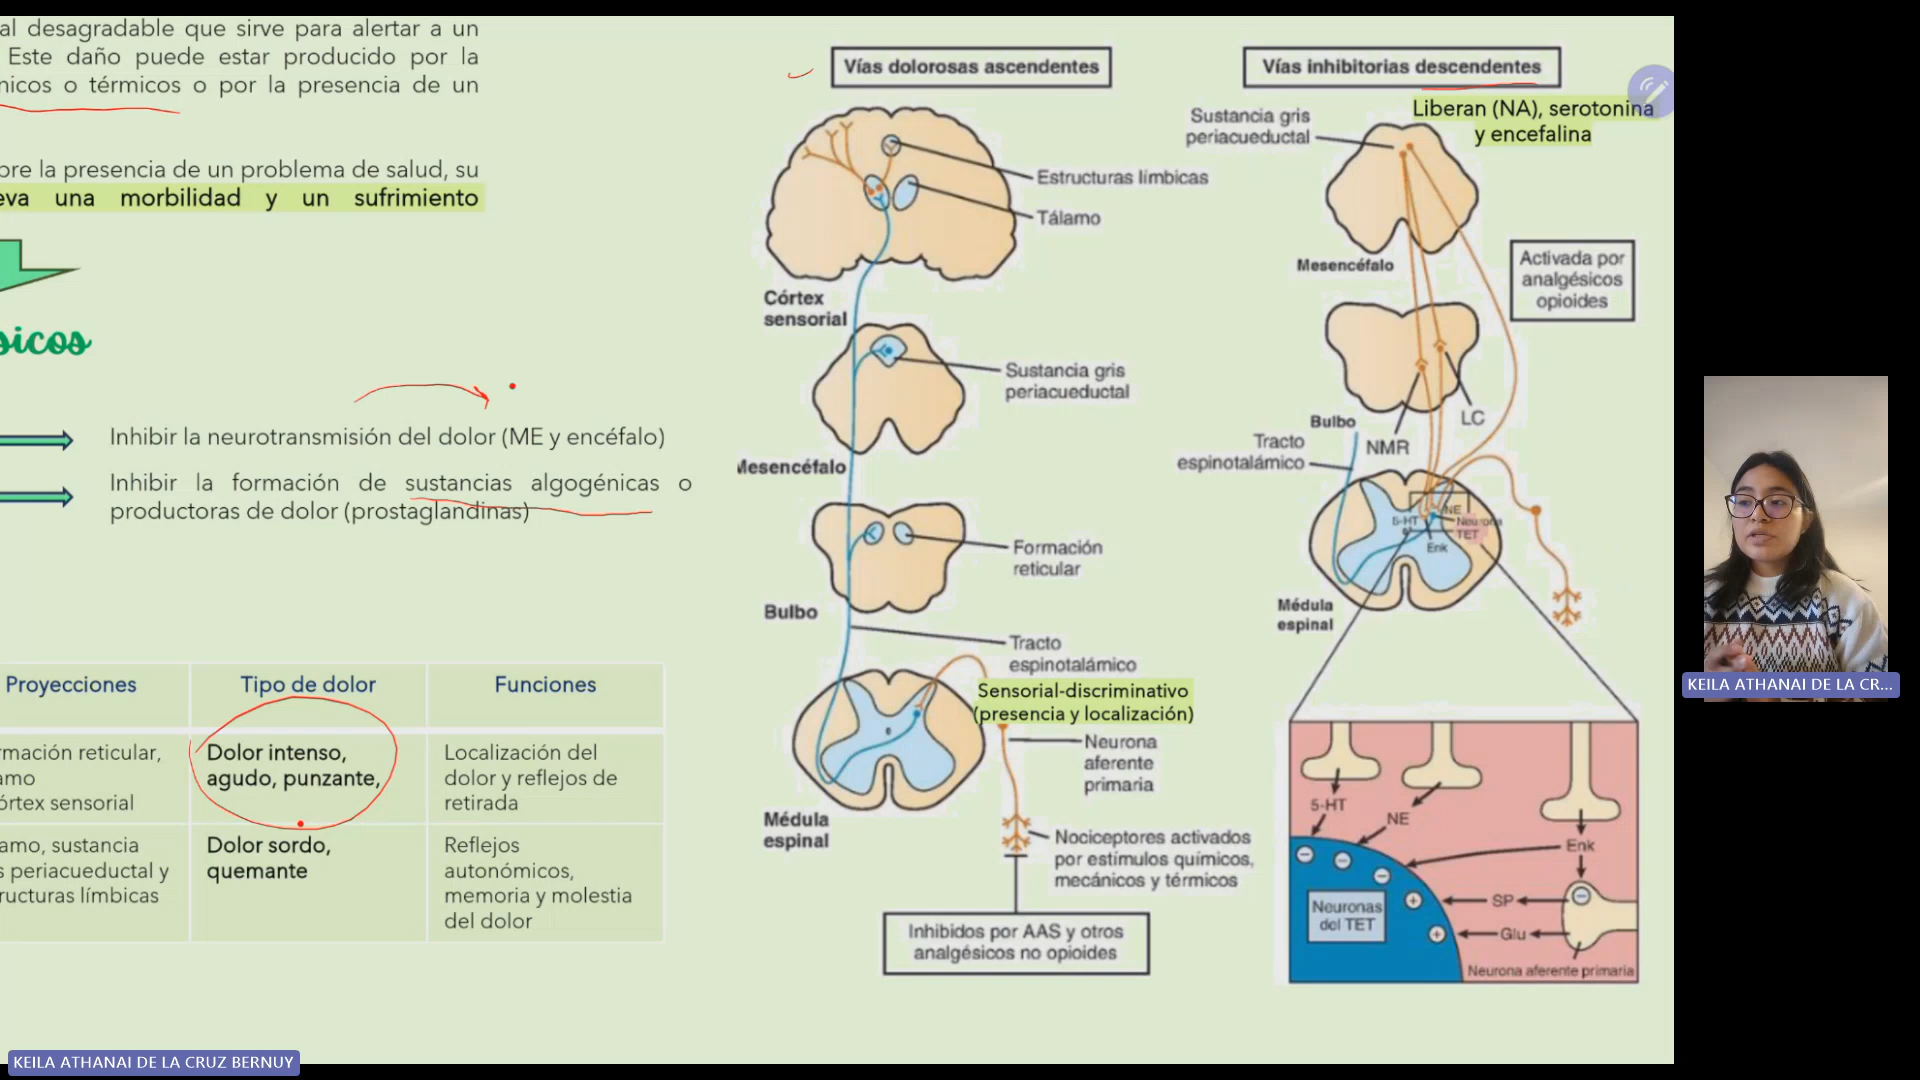 al desagradable que sirve para alertar a un
Este daño puede estar producido por la
nicos o térmicos o por la presencia de un
bre la presencia de un problema de salud, su
eva una morbilidad y un sufrimiento
sicos
Inhibir la neurotransmisión del dolor (ME y encéfalo)
Inhibir la formación de sustancias algogénicas o
productoras de dolor (prostaglandinas)
Proyecciones
Tipo de dolor
Funciones
rmación reticular,
amo
órtex sensorial
Dolor intenso,
agudo, punzante,
Localización del
dolor y reflejos de
retirada
amo, sustancia
s periacueductal y
ructuras límbicas
Dolor sordo,
quemante
Reflejos
autonómicos,
memoria y molestia
del dolor
Vías dolorosas ascendentes
Estructuras límbicas
Tálamo
Córtex
sensorial
Sustancia gris
periacueductal
Mesencéfalo
Formación
reticular
Bulbo
Tracto
espinotalámico
Sensorial-discriminativo
(presencia y localización)
Neurona
aferente
primaria
Médula
espinal
Nociceptores activados
por estímulos químicos,
mecánicos y térmicos
Inhibidos por AAS y otros
analgésicos no opioides
Vías inhibitorias descendentes
Liberan (NA), serotonina
y encefalina
Sustancia gris
periacueductal
Mesencéfalo
Activada por
analgésicos
opioides
LC
Bulbo
NMR
Tracto
espinotalámico
NE
5-HT
Neurona
TET
Enk
Médula
espinal
5-HT
NE
Enk
SP
Glu
Neuronas
del TET
Neurona aferente primaria
KEILA ATHANAI DE LA CR...
KEILA ATHANAI DE LA CRUZ BERNUY